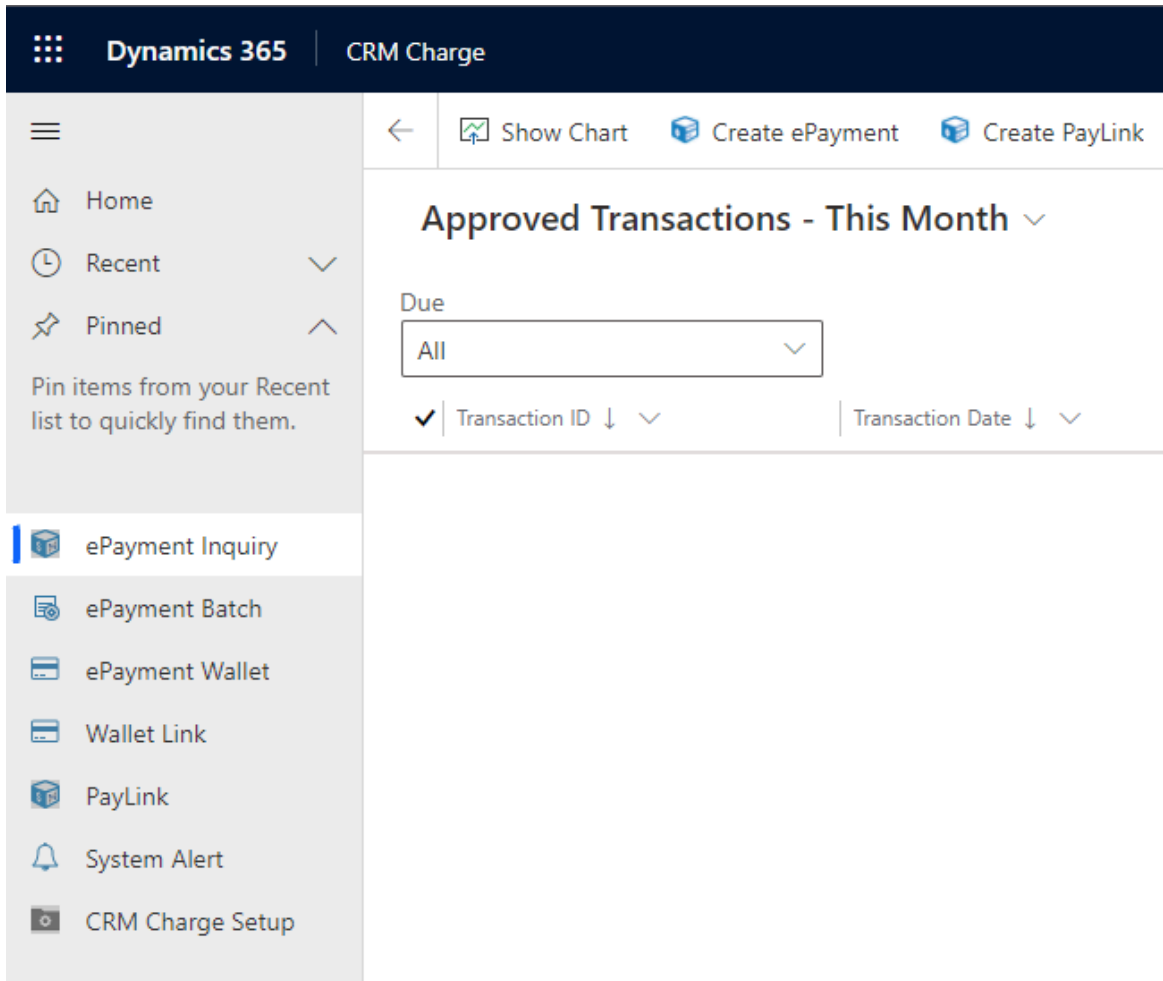 Dynamics 365 CRM Charge
Show Chart Create ePayment Create PayLink
Home
Recent
Pinned
Pin items from your Recent
list to quickly find them.
ePayment Inquiry
ePayment Batch
ePayment Wallet
Wallet Link
PayLink
System Alert
CRM Charge Setup
Approved Transactions - This Month
Due
All
Transaction ID Transaction Date